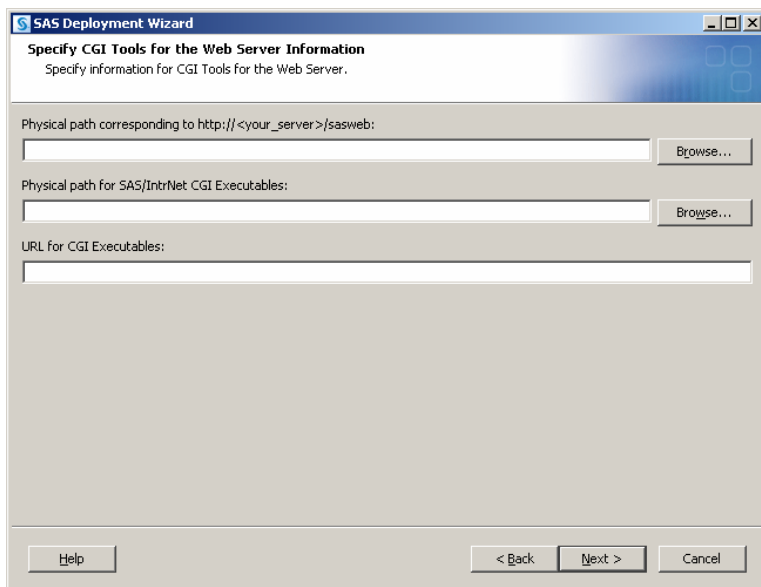 SAS Deployment Wizard
Specify CGI Tools for the Web Server Information
Specify information for CGI Tools for the Web Server.
Physical path corresponding to http://<your_server>/sasweb:
Browse...
Physical path for SAS/IntrNet CGI Executables:
Browse...
URL for CGI Executables:
Help
< Back
Next >
Cancel